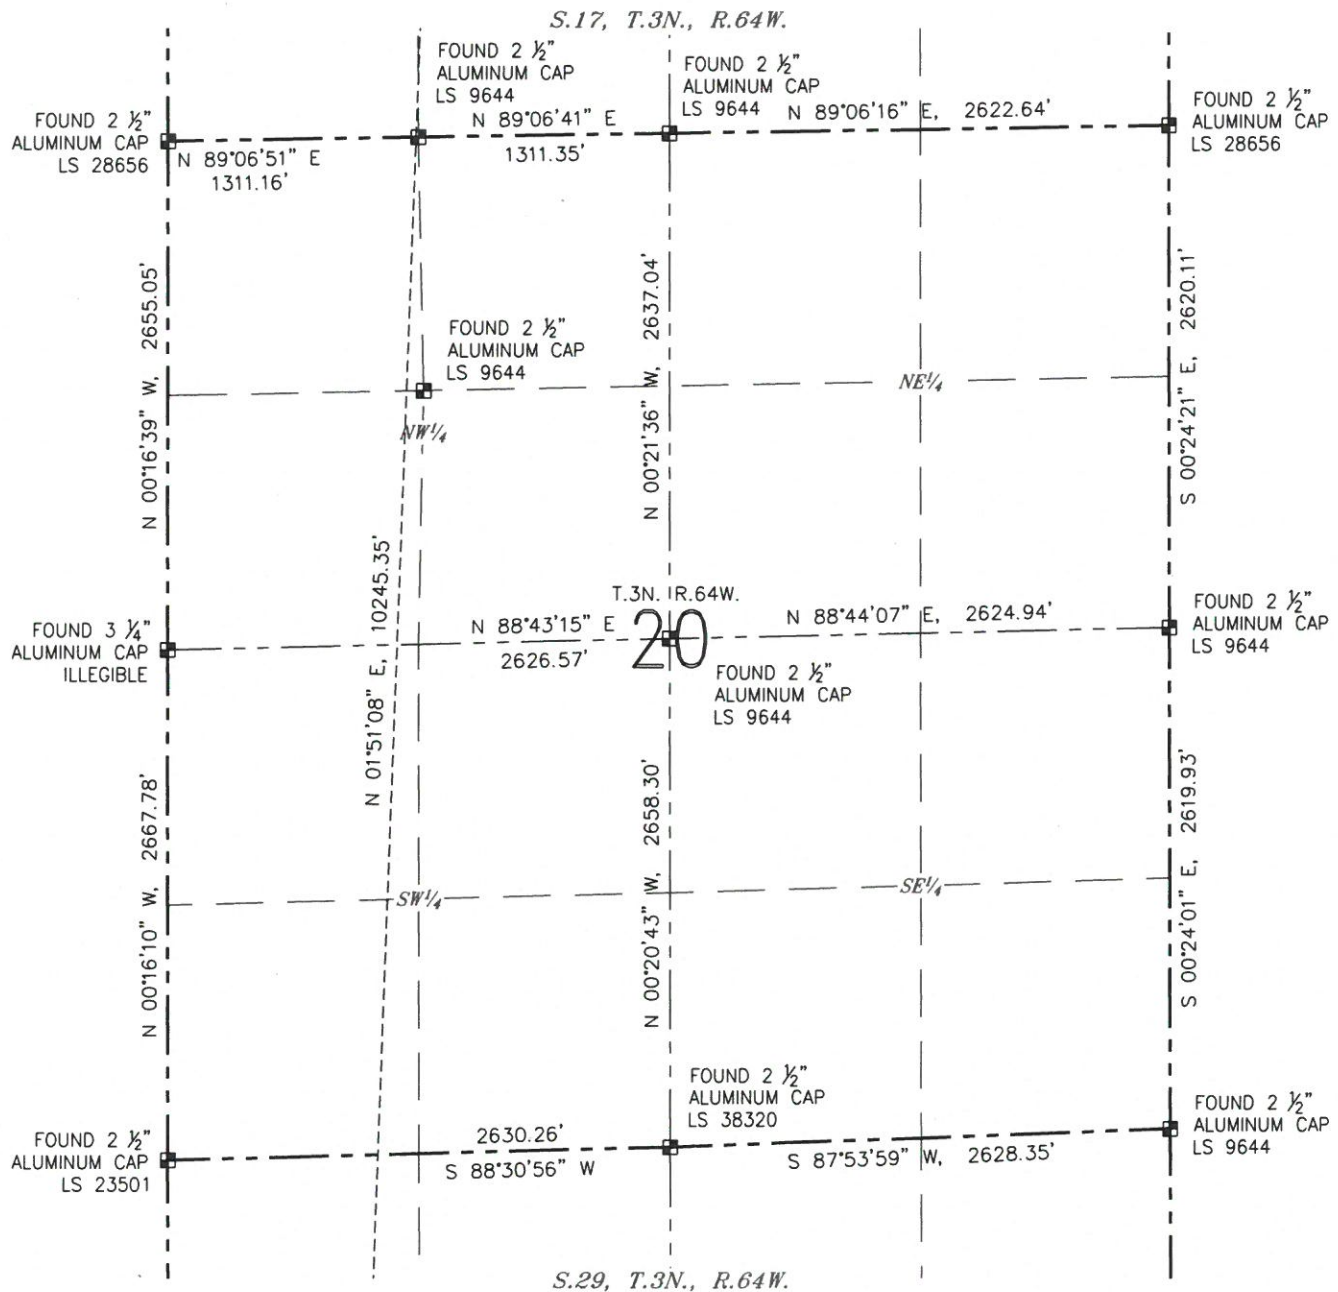 S.17, T.3N., R.64W.
FOUND 2 ½"
ALUMINUM CAP
LS 9644
FOUND 2 ½"
ALUMINUM CAP
LS 9644
FOUND 2 ½"
ALUMINUM CAP
LS 28656
FOUND 2 ½"
ALUMINUM CAP
LS 28656
N 89°06'51" E
1311.16'
N 89°06'41" E
1311.35'
N 89°06'16" E, 2622.64'
N 00°16'39" W, 2655.05'
FOUND 2 ½"
ALUMINUM CAP
LS 9644
N 00°21'36" W, 2637.04'
S 00°24'21" E, 2620.11'
NW¼
NE¼
N 01°51'08" E, 10245.35'
FOUND 3 ¼"
ALUMINUM CAP
ILLEGIBLE
N 88°43'15" E
2626.57'
T.3N. R.64W.
20
N 88°44'07" E, 2624.94'
FOUND 2 ½"
ALUMINUM CAP
LS 9644
FOUND 2 ½"
ALUMINUM CAP
LS 9644
N 00°16'10" W, 2667.78'
N 00°20'43" W, 2658.30'
S 00°24'01" E, 2619.93'
SW¼
SE¼
FOUND 2 ½"
ALUMINUM CAP
LS 23501
2630.26'
S 88°30'56" W
FOUND 2 ½"
ALUMINUM CAP
LS 38320
S 87°53'59" W, 2628.35'
FOUND 2 ½"
ALUMINUM CAP
LS 9644
S.29, T.3N., R.64W.